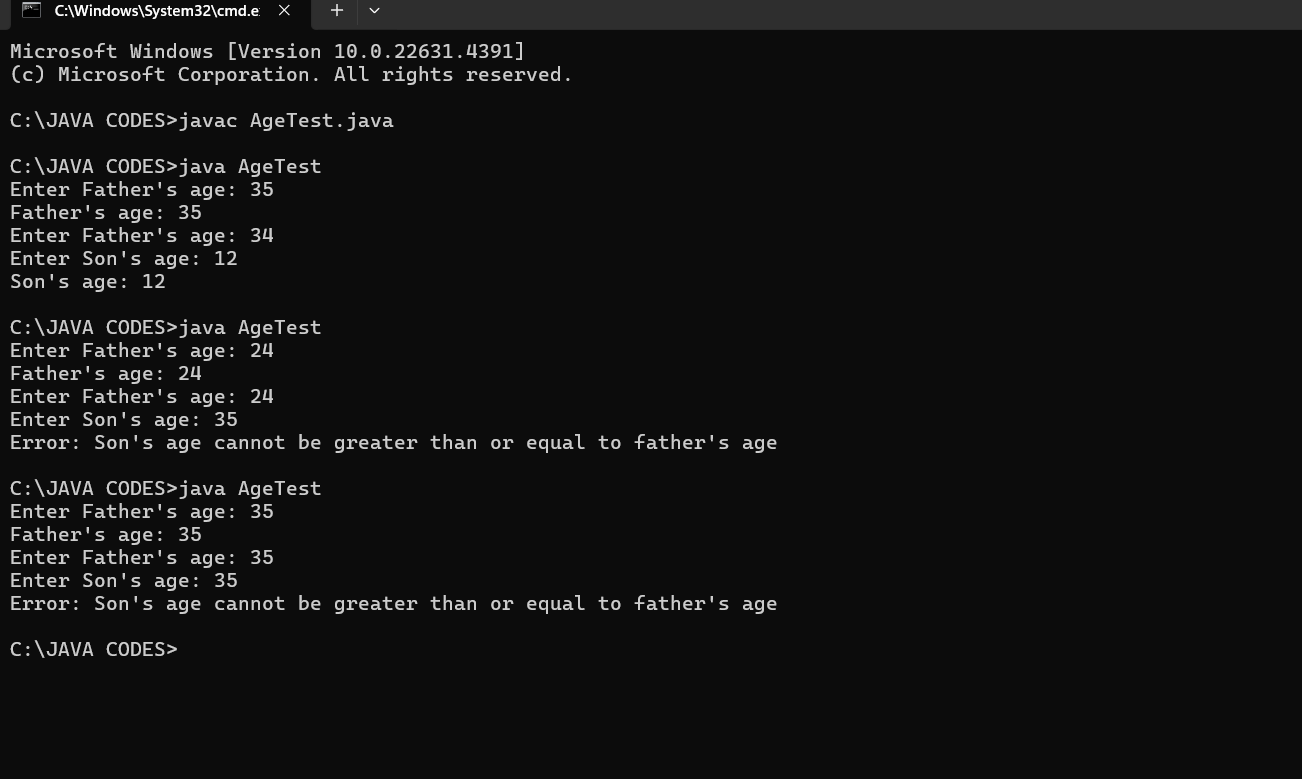 C:\Windows\System32\cmd.e
Microsoft Windows [Version 10.0.22631.4391]
(c) Microsoft Corporation. All rights reserved.
C:\JAVA CODES>javac AgeTest.java
C:\JAVA CODES>java AgeTest
Enter Father's age: 35
Father's age: 35
Enter Father's age: 34
Enter Son's age: 12
Son's age: 12
C:\JAVA CODES>java AgeTest
Enter Father's age: 24
Father's age: 24
Enter Father's age: 24
Enter Son's age: 35
Error: Son's age cannot be greater than or equal to father's age
C:\JAVA CODES>java AgeTest
Enter Father's age: 35
Father's age: 35
Enter Father's age: 35
Enter Son's age: 35
Error: Son's age cannot be greater than or equal to father's age
C:\JAVA CODES>